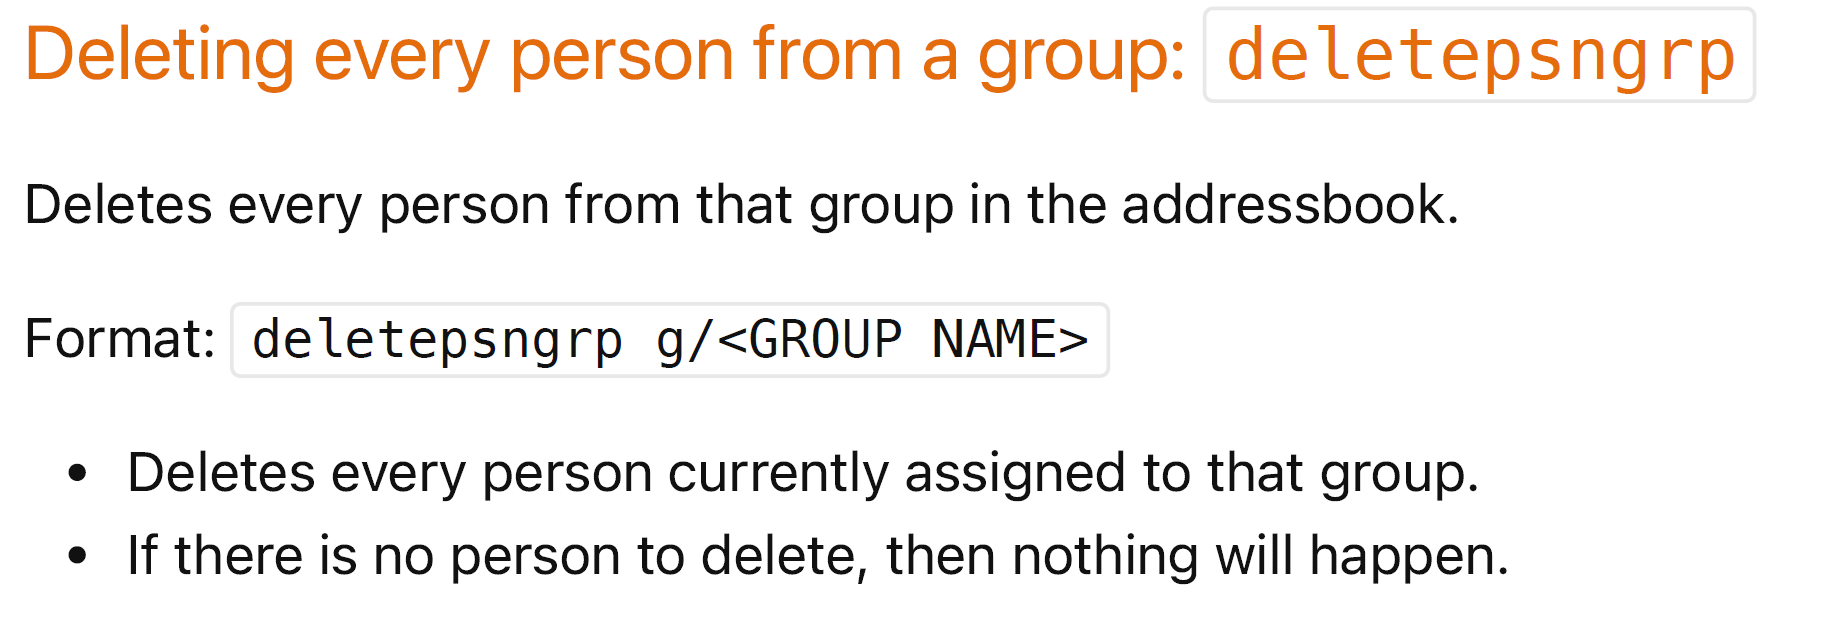 Deleting every person from a group: deletepsngrp
Deletes every person from that group in the addressbook.
Format: deletepsngrp g/<GROUP NAME>
• Deletes every person currently assigned to that group.
• If there is no person to delete, then nothing will happen.